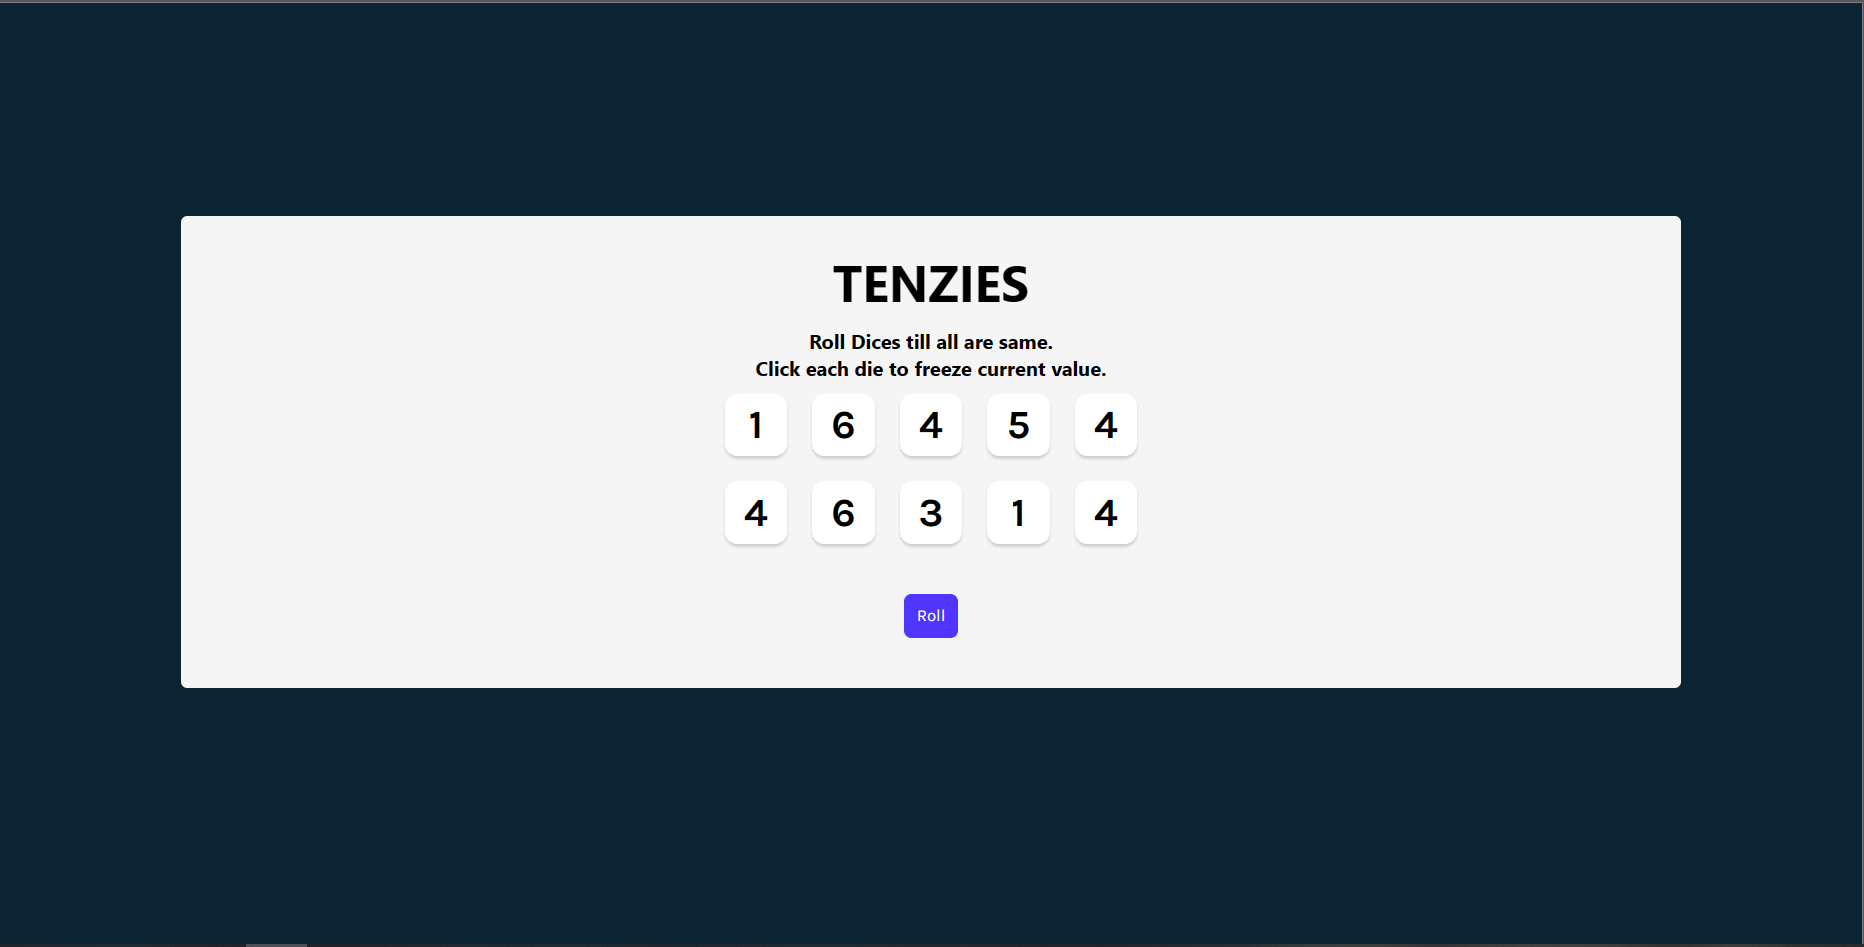 TENZIES
Roll Dices till all are same.
Click each die to freeze current value.
1 6 4 5 4
4 6 3 1 4
Roll